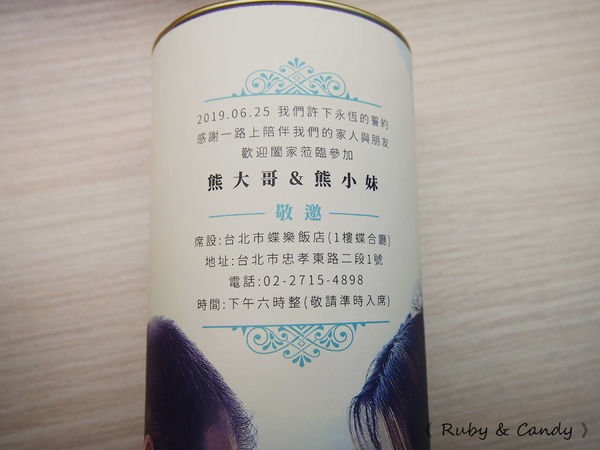 2019.06.25 我們許下永恆的誓約
感謝一路上陪伴我們的家人與朋友
歡迎闔家蒞臨參加
熊大哥&熊小妹
敬邀
席設:台北市蝶樂飯店(1樓蝶合廳)
地址:台北市忠孝東路二段1號
電話:02-2715-4898
時間:下午六時整(敬請準時入席)
《 Ruby & Candy 》